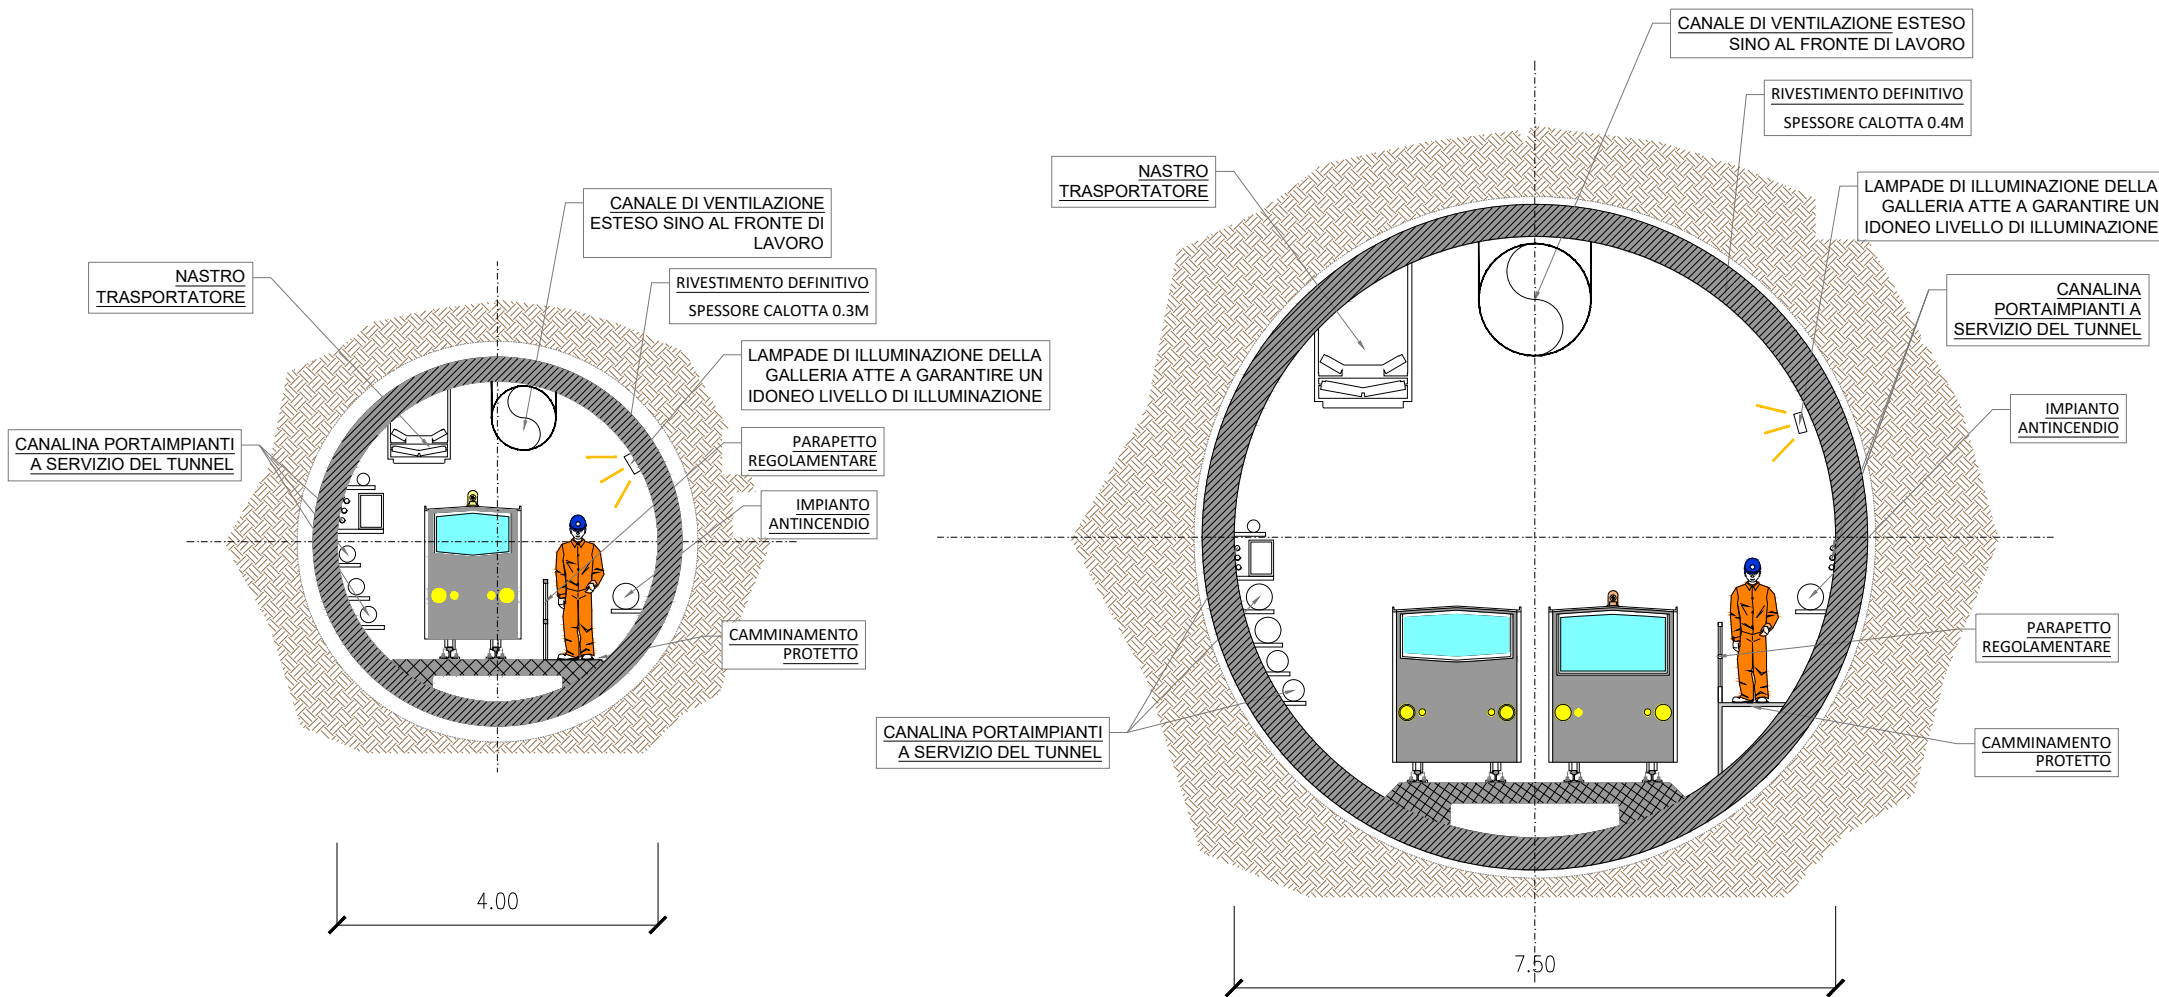 NASTRO
TRASPORTATORE
CANALE DI VENTILAZIONE
ESTESO SINO AL FRONTE DI
LAVORO
RIVESTIMENTO DEFINITIVO
SPESSORE CALOTTA 0.3M
LAMPADE DI ILLUMINAZIONE DELLA
GALLERIA ATTE A GARANTIRE UN
IDONEO LIVELLO DI ILLUMINAZIONE
CANALINA PORTAIMPIANTI
A SERVIZIO DEL TUNNEL
PARAPETTO
REGOLAMENTARE
IMPIANTO
ANTINCENDIO
CAMMINAMENTO
PROTETTO
4.00
CANALE DI VENTILAZIONE ESTESO
SINO AL FRONTE DI LAVORO
RIVESTIMENTO DEFINITIVO
SPESSORE CALOTTA 0.4M
NASTRO
TRASPORTATORE
LAMPADE DI ILLUMINAZIONE DELLA
GALLERIA ATTE A GARANTIRE UN
IDONEO LIVELLO DI ILLUMINAZIONE
CANALINA
PORTAIMPIANTI A
SERVIZIO DEL TUNNEL
IMPIANTO
ANTINCENDIO
PARAPETTO
REGOLAMENTARE
CANALINA PORTAIMPIANTI
A SERVIZIO DEL TUNNEL
CAMMINAMENTO
PROTETTO
7.50